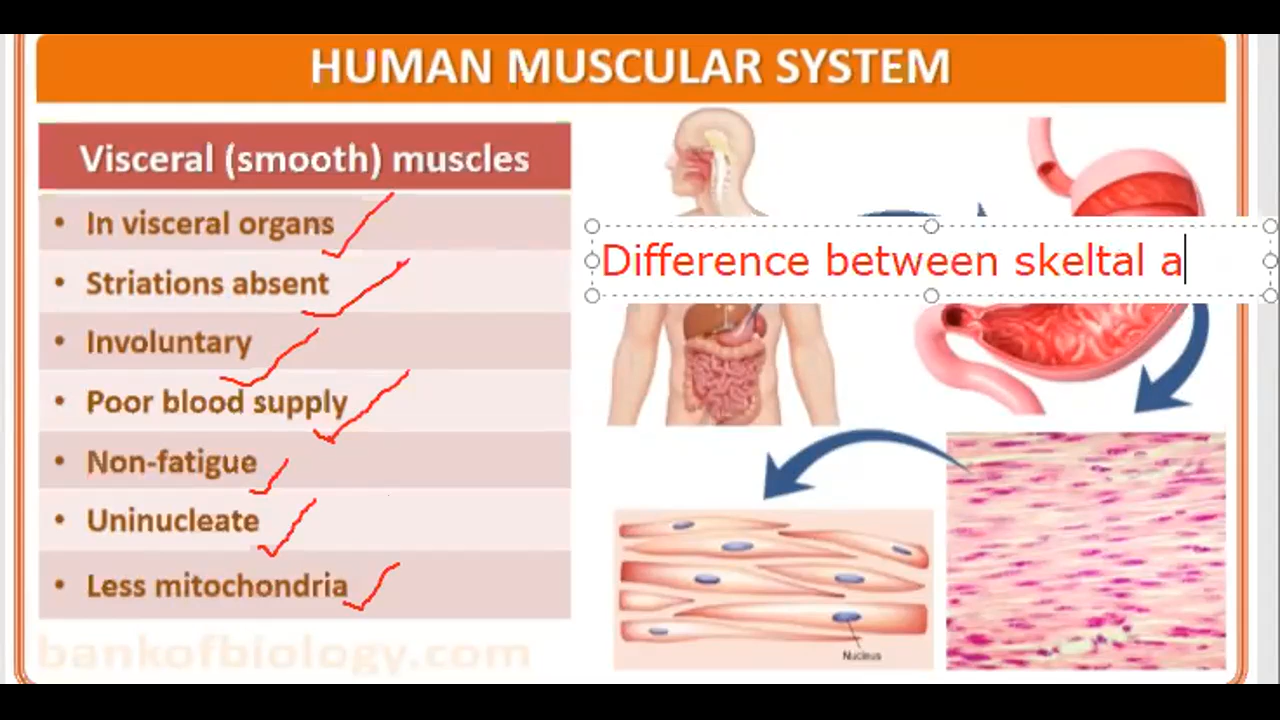 HUMAN MUSCULAR SYSTEM
Visceral (smooth) muscles
• In visceral organs
• Striations absent
• Involuntary
• Poor blood supply
• Non-fatigue
• Uninucleate
• Less mitochondria
bankofbiology.com
Difference between skeltal a
Nucleus